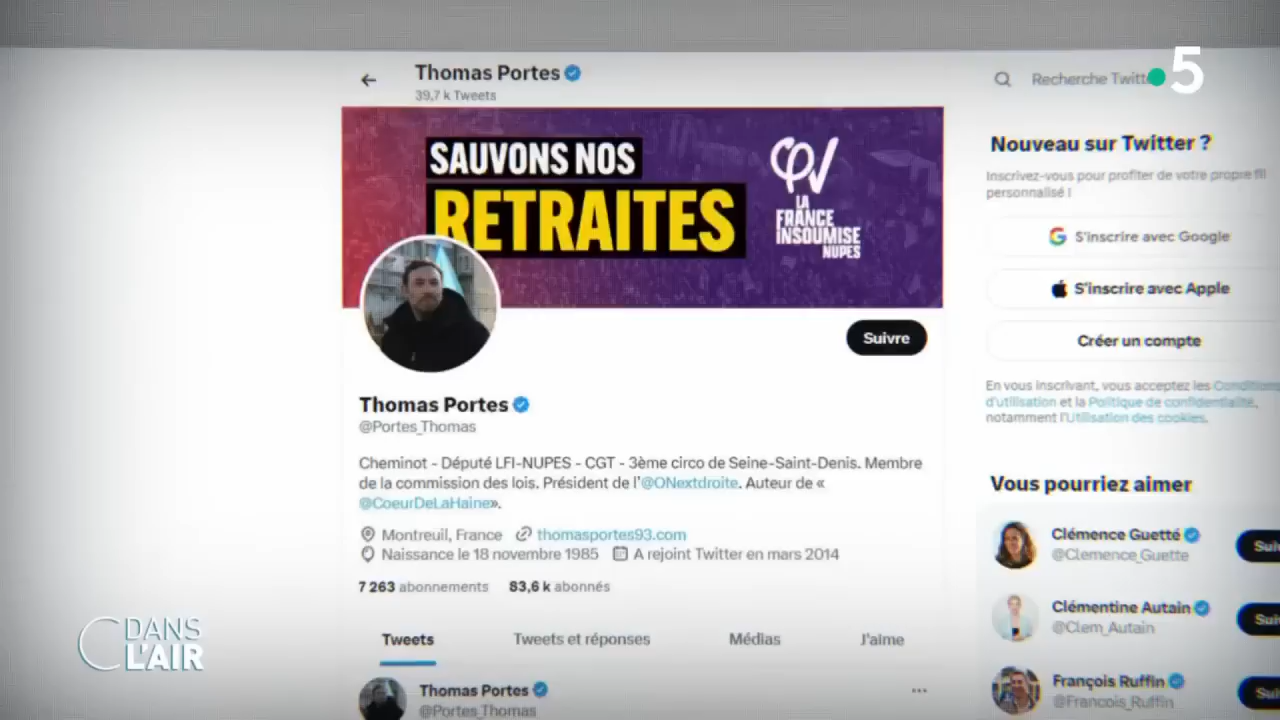 Thomas Portes
39,7 k Tweets
SAUVONS NOS
RETRAITES
LA
FRANCE
INSOUMISE
NUPES
Suivre
Thomas Portes
@Portes_Thomas
Cheminot - Député LFI-NUPES - CGT - 3ème circo de Seine-Saint-Denis. Membre
de la commission des lois. Président de l'@ONextdroite. Auteur de «
@CoeurDeLaHaine».
Montreuil, France thomasportes93.com
Naissance le 18 novembre 1985 A rejoint Twitter en mars 2014
7 263 abonnements 83,6 k abonnés
Tweets Tweets et réponses Médias J'aime
Thomas Portes
@Portes_Thomas
Recherche Twitt
5
Nouveau sur Twitter ?
Inscrivez-vous pour profiter de votre propre fil
personnalisé !
S'inscrire avec Google
S'inscrire avec Apple
Créer un compte
En vous inscrivant, vous acceptez les Conditions
d'utilisation et la Politique de confidentialité,
notamment l'Utilisation des cookies.
Vous pourriez aimer
Clémence Guetté
@Clemence_Guette
Sui
Clémentine Autain
@Clem_Autain
Sui
François Ruffin
@Francois_Ruffin
Sui
C DANS
L'AIR